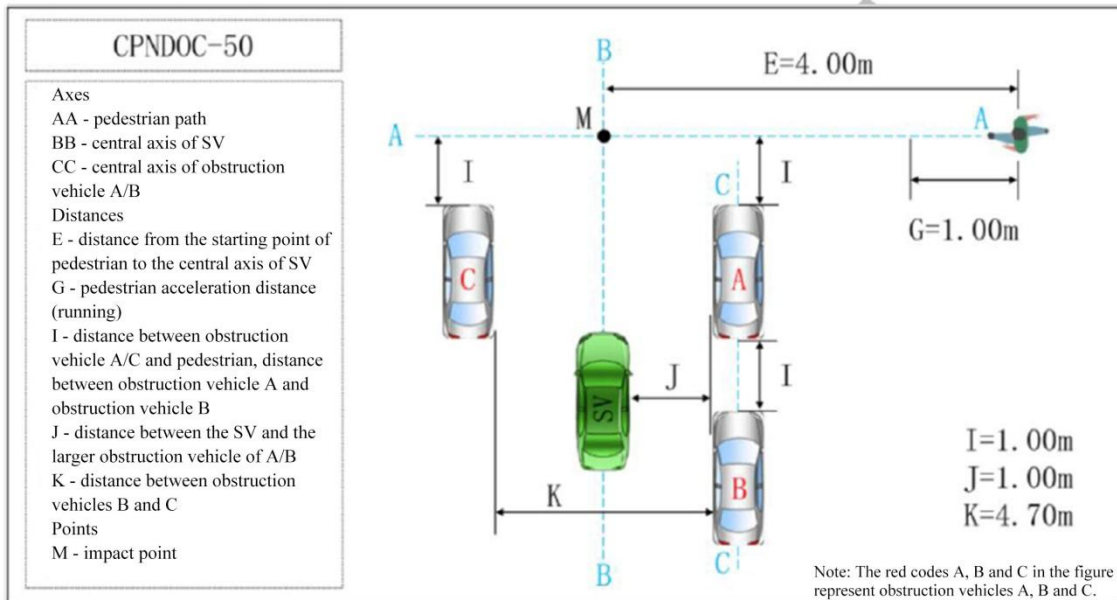 CPNDOC-50
Axes
AA - pedestrian path
BB - central axis of SV
CC - central axis of obstruction
vehicle A/B
Distances
E - distance from the starting point of
pedestrian to the central axis of SV
G - pedestrian acceleration distance
(running)
I - distance between obstruction
vehicle A/C and pedestrian, distance
between obstruction vehicle A and
obstruction vehicle B
J - distance between the SV and the
larger obstruction vehicle of A/B
K - distance between obstruction
vehicles B and C
Points
M - impact point
B
E=4.00m
M
A
A
I
C
I
G=1.00m
C
A
J
I
SV
I=1.00m
J=1.00m
K=4.70m
K
B
B
C
Note: The red codes A, B and C in the figure
represent obstruction vehicles A, B and C.